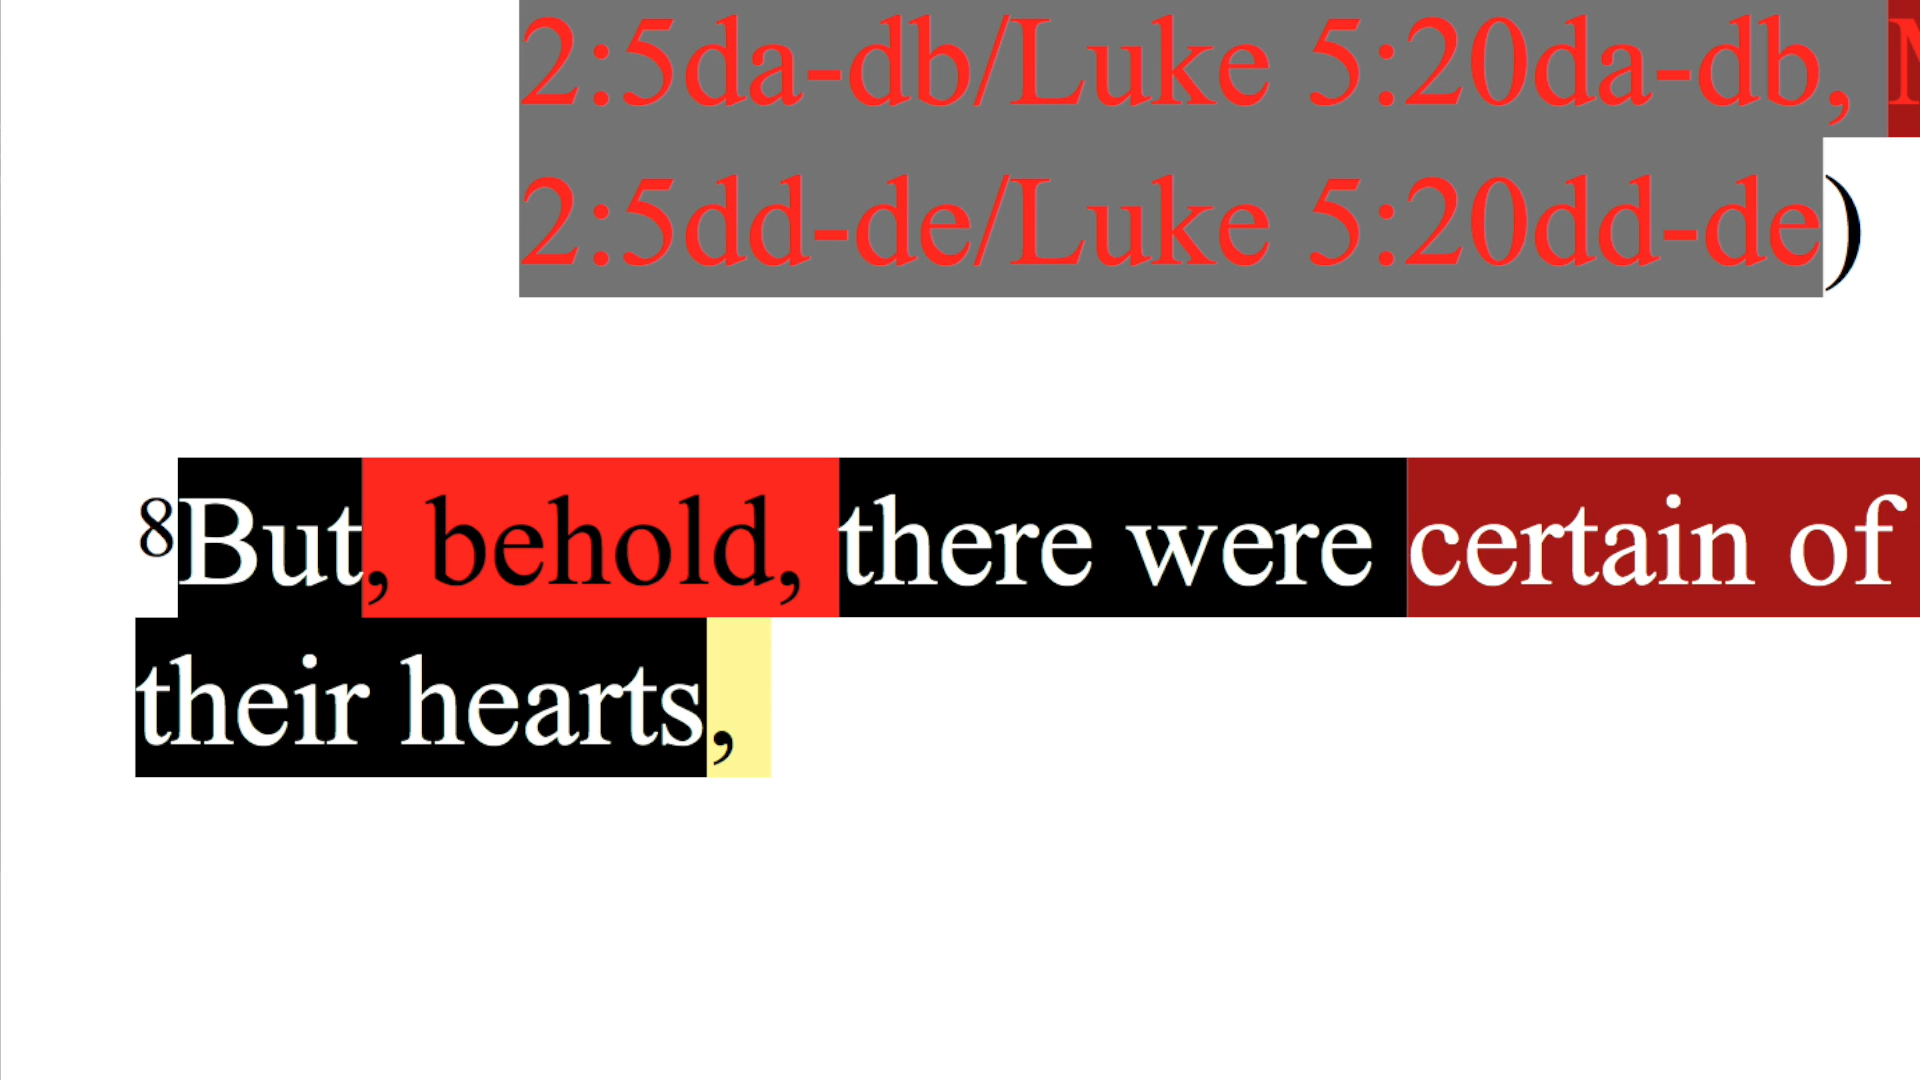 2:5da-db/Luke 5:20da-db,
2:5dd-de/Luke 5:20dd-de)
8But, behold, there were certain of
their hearts,